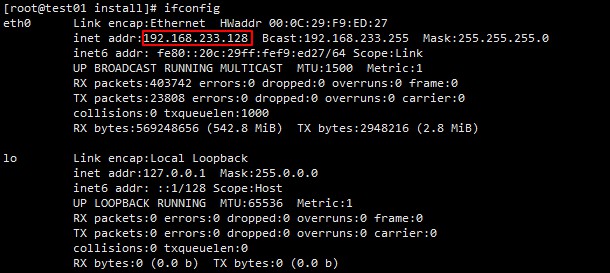 [root@test01 install]# ifconfig
eth0 Link encap:Ethernet HWaddr 00:0C:29:F9:ED:27
inet addr:192.168.233.128 Bcast:192.168.233.255 Mask:255.255.255.0
inet6 addr: fe80::20c:29ff:fef9:ed27/64 Scope:Link
UP BROADCAST RUNNING MULTICAST MTU:1500 Metric:1
RX packets:403742 errors:0 dropped:0 overruns:0 frame:0
TX packets:23808 errors:0 dropped:0 overruns:0 carrier:0
collisions:0 txqueuelen:1000
RX bytes:569248656 (542.8 MiB) TX bytes:2948216 (2.8 MiB)
lo Link encap:Local Loopback
inet addr:127.0.0.1 Mask:255.0.0.0
inet6 addr: ::1/128 Scope:Host
UP LOOPBACK RUNNING MTU:65536 Metric:1
RX packets:0 errors:0 dropped:0 overruns:0 frame:0
TX packets:0 errors:0 dropped:0 overruns:0 carrier:0
collisions:0 txqueuelen:0
RX bytes:0 (0.0 b) TX bytes:0 (0.0 b)